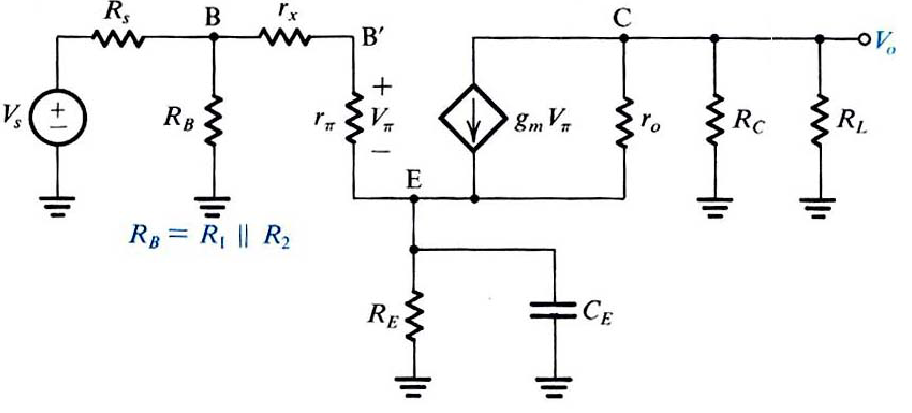 R_s
B
r_x
B′
C
V_o
V_s
+
−
R_B
r_π
+
V_π
−
g_m V_π
r_o
R_C
R_L
E
R_B = R_1 || R_2
R_E
C_E